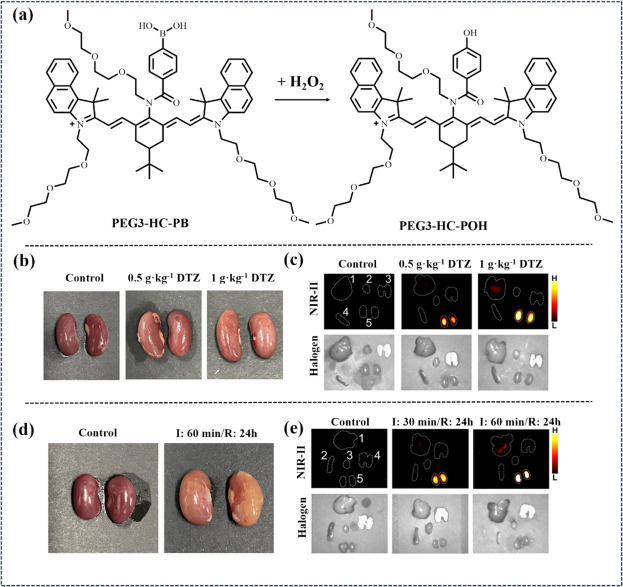 (a)
HO OH
B
O
O
O
N
O
N
+
N
O
O
O
O
O
O
PEG3-HC-PB
+ H₂O₂
OH
O
O
O
N
O
N
+
N
O
O
O
O
O
O
PEG3-HC-POH
(b)
Control 0.5 g·kg⁻¹ DTZ 1 g·kg⁻¹ DTZ
(c)
Control 0.5 g·kg⁻¹ DTZ 1 g·kg⁻¹ DTZ
NIR-II
1 2 3
4 5
H
L
Halogen
(d)
Control I: 60 min/R: 24h
(e)
Control I: 30 min/R: 24h I: 60 min/R: 24h
NIR-II
1
2 3 4
5
H
L
Halogen